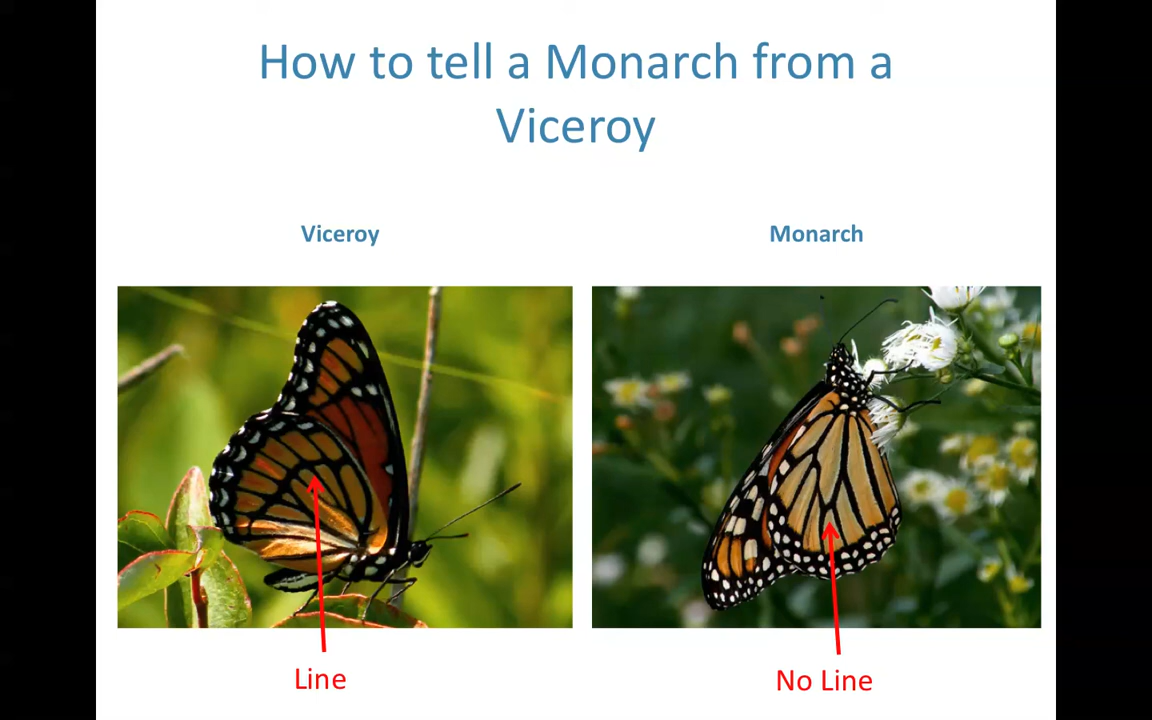 How to tell a Monarch from a
Viceroy
Viceroy
Monarch
Line
No Line